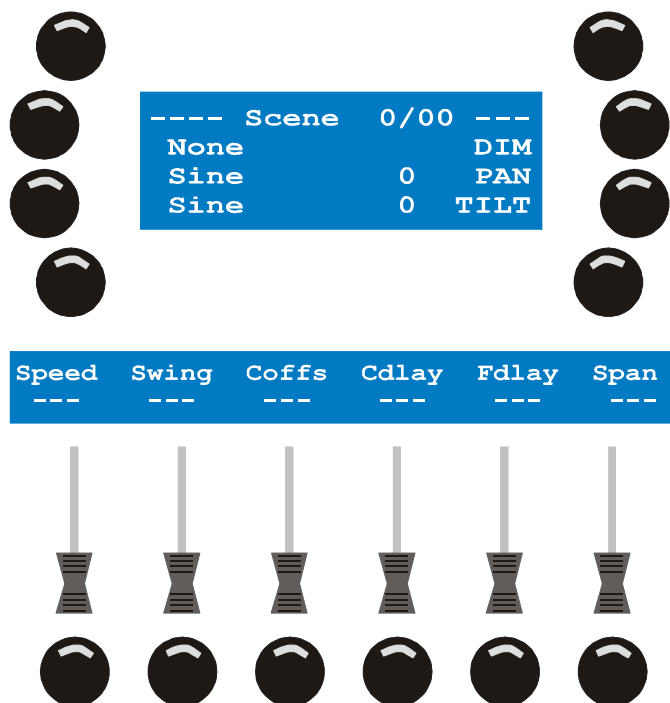 ---- Scene 0/00 ---
None DIM
Sine 0 PAN
Sine 0 TILT
Speed Swing Coffs Cdlay Fdlay Span
--- --- --- --- --- ---